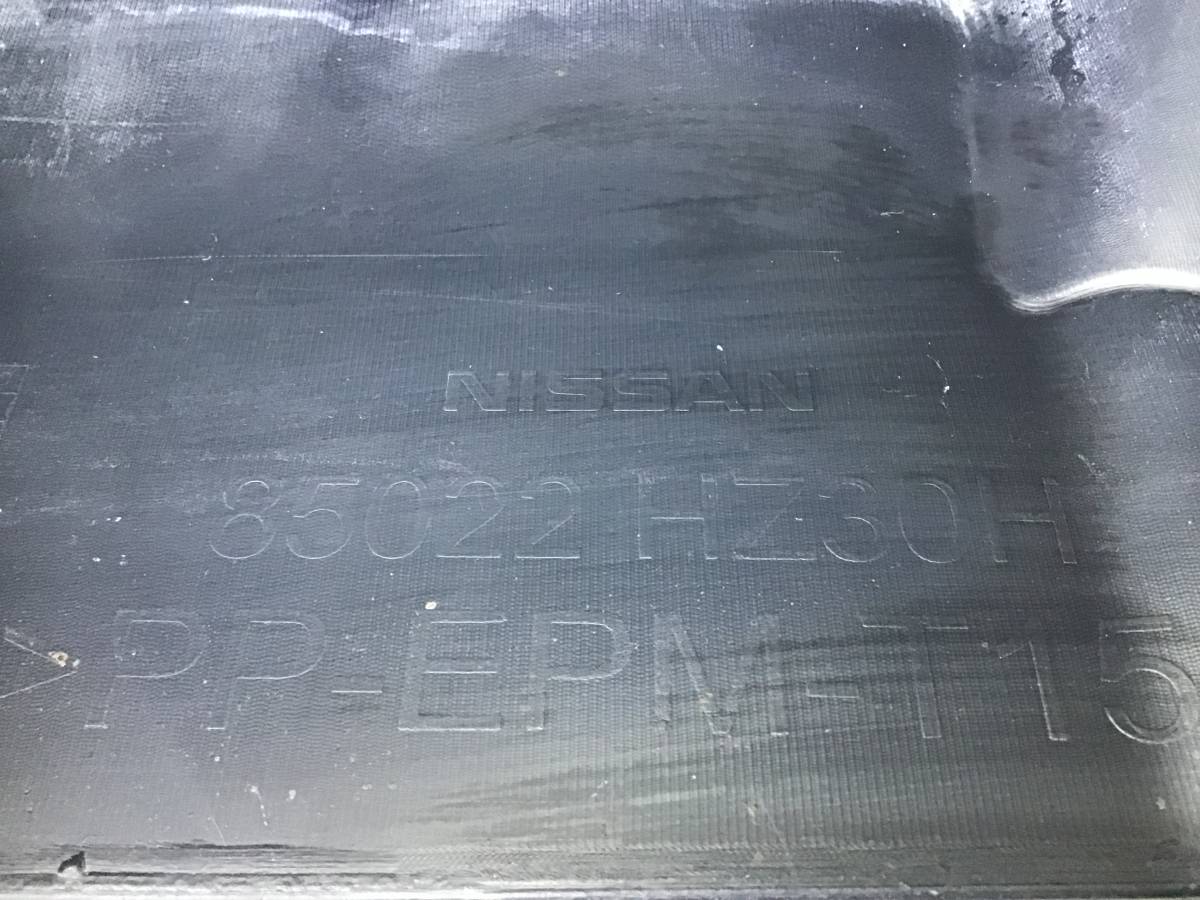 NISSAN
85022 HZ30H
>PP-EPM-T15